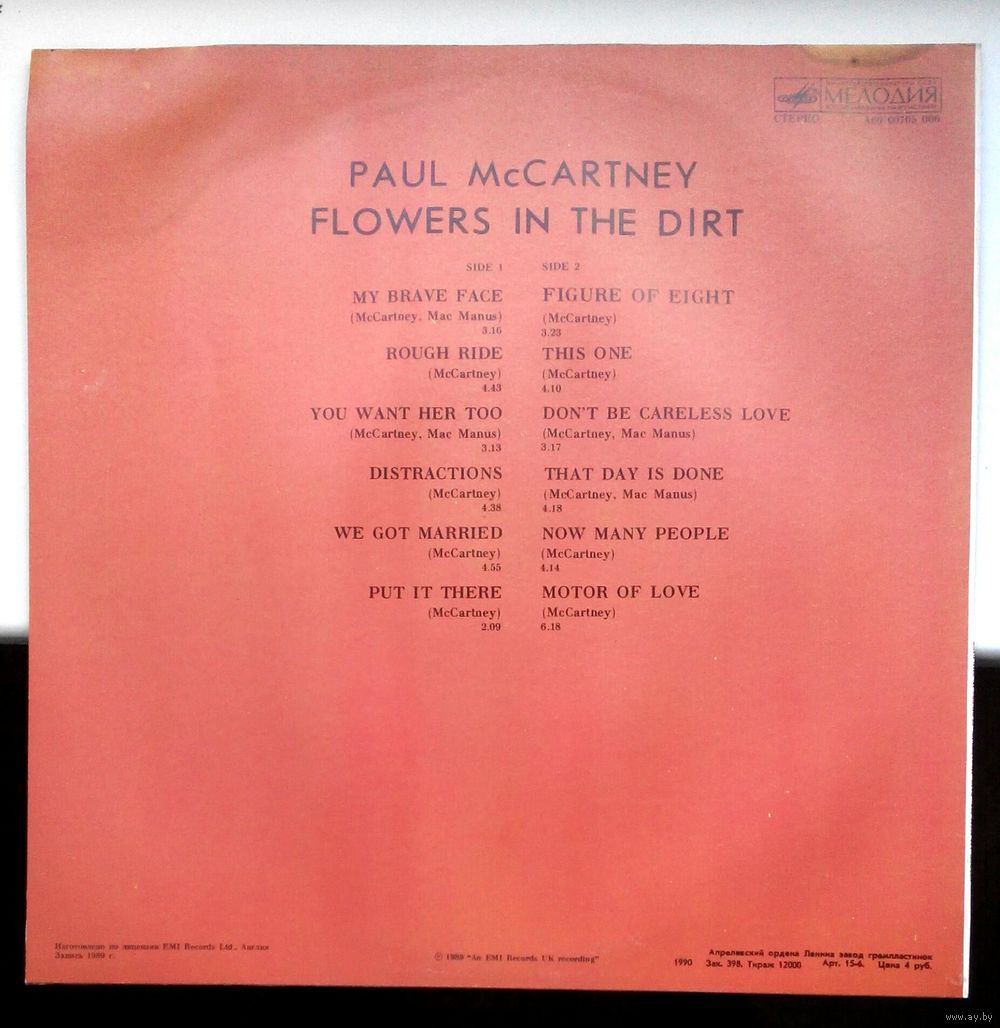 МЕЛОДИЯ
СТЕРЕО А60 00705 006
PAUL McCARTNEY
FLOWERS IN THE DIRT
SIDE 1
MY BRAVE FACE
(McCartney, Mac Manus)
3.16
ROUGH RIDE
(McCartney)
4.43
YOU WANT HER TOO
(McCartney, Mac Manus)
3.13
DISTRACTIONS
(McCartney)
4.38
WE GOT MARRIED
(McCartney)
4.55
PUT IT THERE
(McCartney)
2.09
SIDE 2
FIGURE OF EIGHT
(McCartney)
3.23
THIS ONE
(McCartney)
4.10
DON'T BE CARELESS LOVE
(McCartney, Mac Manus)
3.17
THAT DAY IS DONE
(McCartney, Mac Manus)
4.18
NOW MANY PEOPLE
(McCartney)
4.14
MOTOR OF LOVE
(McCartney)
6.18
Изготовлено по лицензии EMI Records Ltd., Англия
Запись 1989 г.
℗ 1989 "An EMI Records UK recording"
Апрелевский ордена Ленина завод грампластинок
1990 Зак. 398. Тираж 12000 Арт. 15-6. Цена 4 руб.
www.ay.by